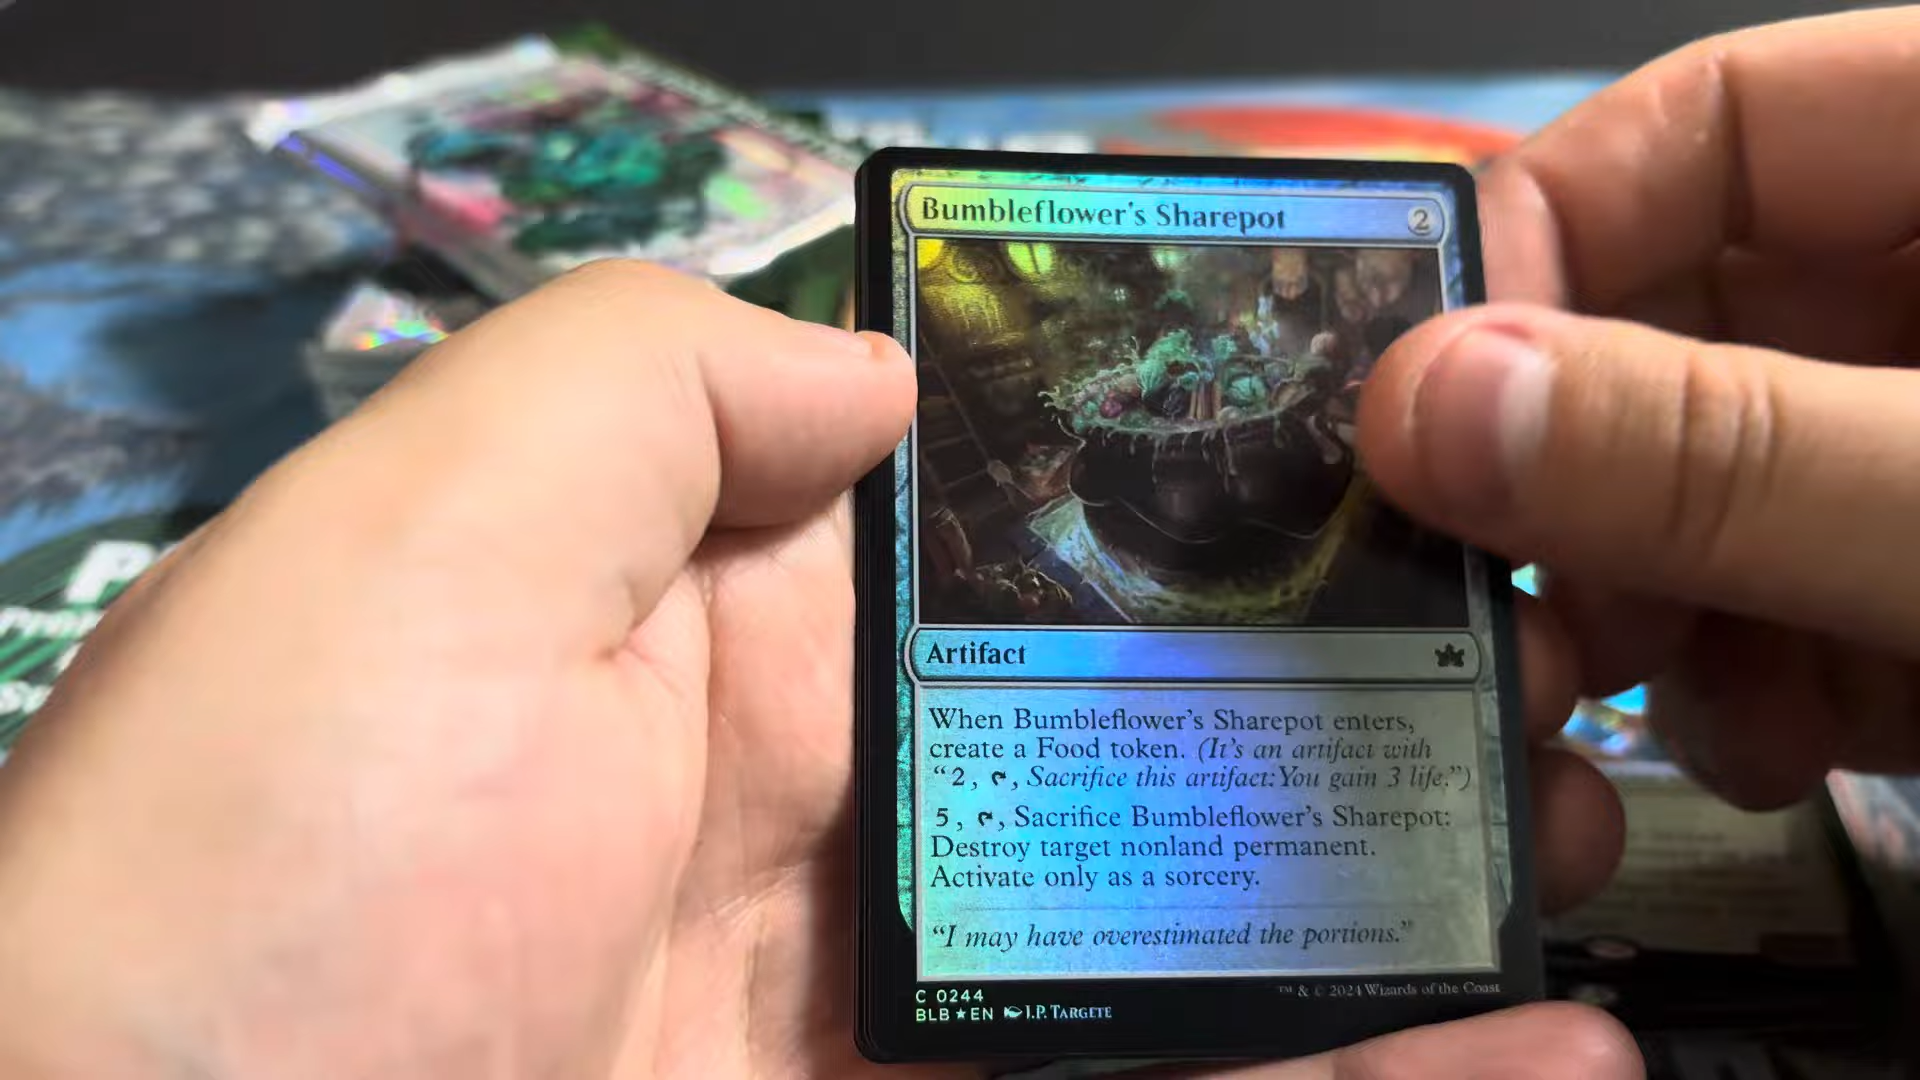 Bumbleflower's Sharepot 2
Artifact
When Bumbleflower's Sharepot enters,
create a Food token. (It's an artifact with
"2, , Sacrifice this artifact: You gain 3 life.")
5, , Sacrifice Bumbleflower's Sharepot:
Destroy target nonland permanent.
Activate only as a sorcery.
"I may have overestimated the portions."
C 0244
™ & © 2024 Wizards of the Coast
BLB★EN J.P. Targete